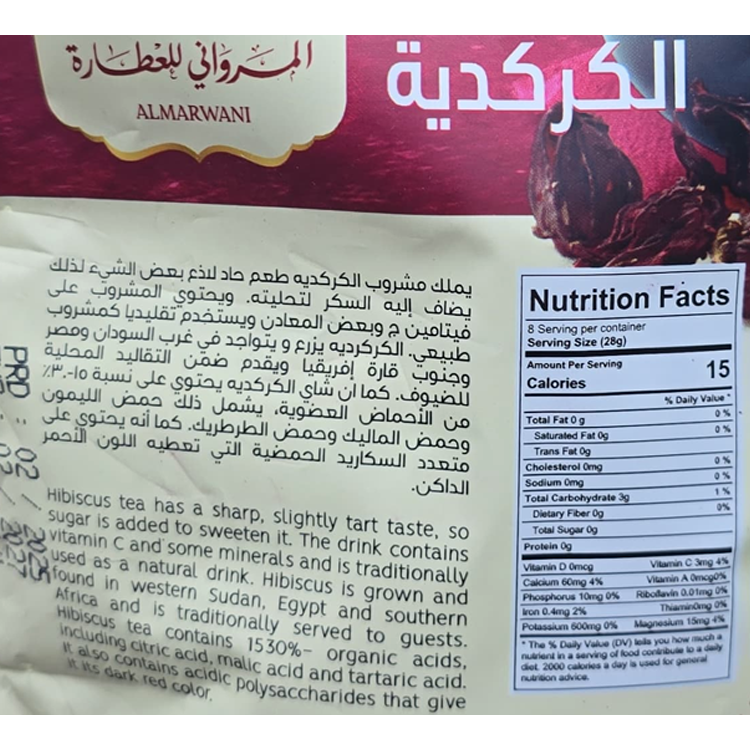 المرواني للعطارة
ALMARWANI
الكركدية
يملك مشروب الكركديه طعم حاد لاذع بعض الشيء لذلك
يضاف إليه السكر لتحليته. ويحتوي المشروب على
فيتامين ج وبعض المعادن ويستخدم تقليديا كمشروب
طبيعي. الكركرديه يزرع و يتواجد في غرب السودان ومصر
وجنوب قارة إفريقيا ويقدم ضمن التقاليد المحلية
للضيوف. كما ان شاي الكركديه يحتوي على نسبة ١٥-٣٠٪
من الأحماض العضوية، يشمل ذلك حمض الليمون
وحمض الماليك وحمض الطرطريك. كما أنه يحتوي على
متعدد السكاريد الحمضية التي تعطيه اللون الأحمر
الداكن.
Hibiscus tea has a sharp, slightly tart taste, so
sugar is added to sweeten it. The drink contains
vitamin C and some minerals and is traditionally
used as a natural drink. Hibiscus is grown and
found in western Sudan, Egypt and southern
Africa and is traditionally served to guests.
Hibiscus tea contains 1530%- organic acids,
including citric acid, malic acid and tartaric acid.
It also contains acidic polysaccharides that give
it its dark red color.
PRD : 02 / 2025
02 / 2027
Nutrition Facts
8 Serving per container
Serving Size (28g)
Amount Per Serving
Calories 15
% Daily Value *
Total Fat 0 g 0 %
Saturated Fat 0g 0 %
Trans Fat 0g
Cholesterol 0mg 0 %
Sodium 0mg 0 %
Total Carbohydrate 3g 1 %
Dietary Fiber 0g 0%
Total Sugar 0g
Protein 0g
Vitamin D 0mcg Vitamin C 3mg 4%
Calcium 60mg 4% Vitamin A 0mcg0%
Phosphorus 10mg 0% Riboflavin 0.01mg 0%
Iron 0.4mg 2% Thiamin0mg 0%
Potassium 600mg 0% Magnesium 15mg 4%
* The % Daily Value (DV) tells you how much a
nutrient in a serving of food contribute to a daily
diet. 2000 calories a day is used for general
nutrition advice.